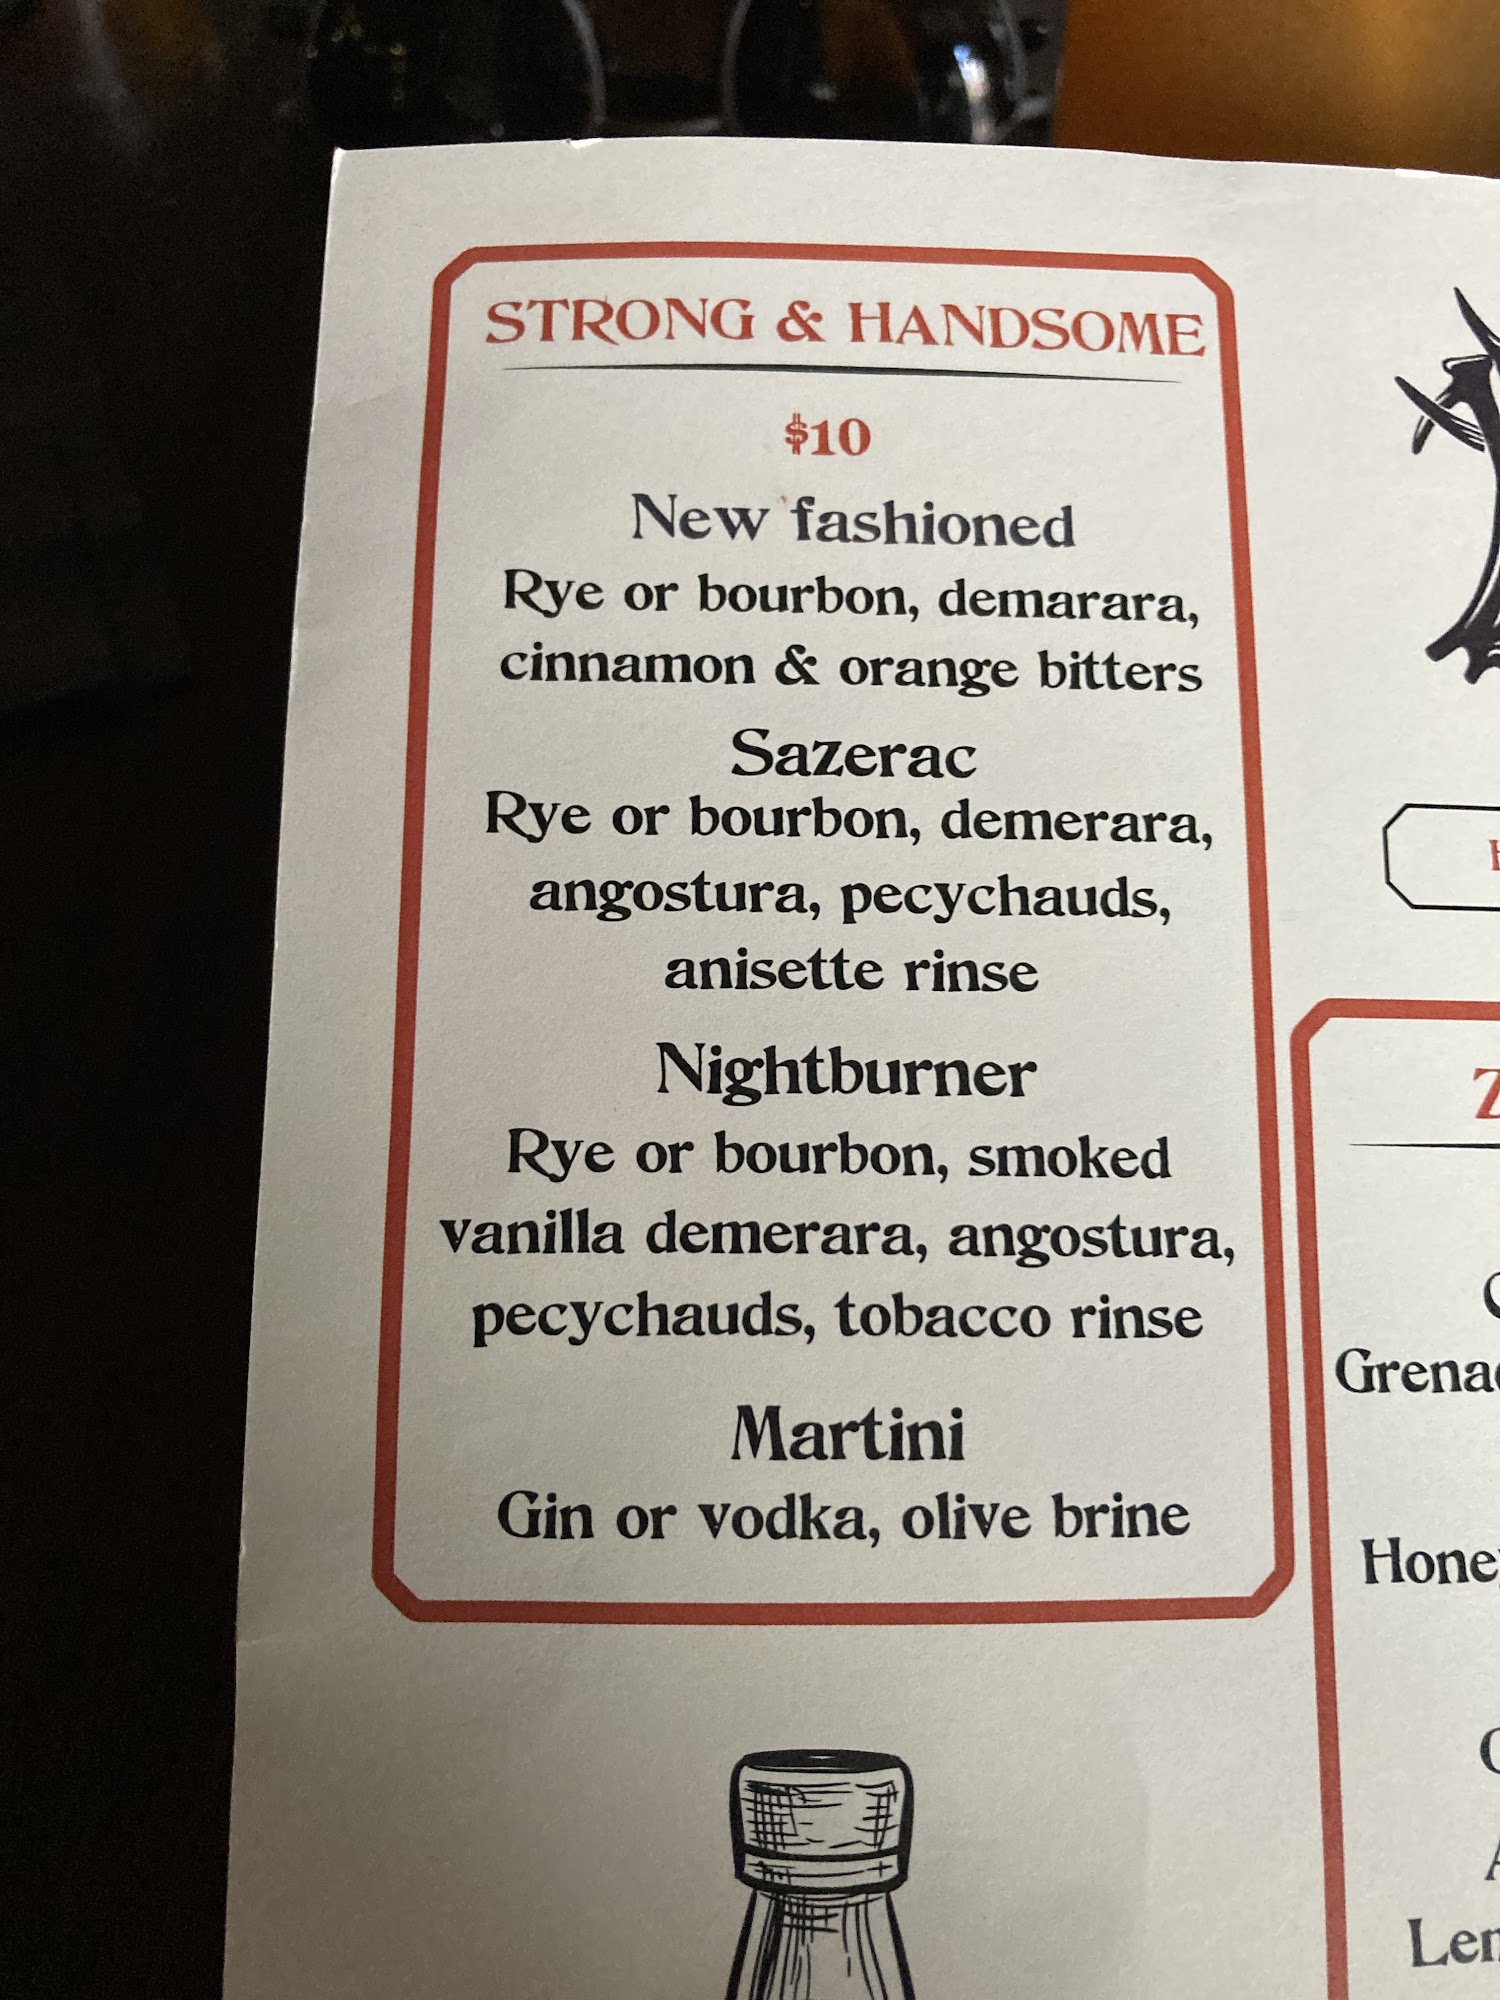 STRONG & HANDSOME
$10
New fashioned
Rye or bourbon, demarara,
cinnamon & orange bitters
Sazerac
Rye or bourbon, demerara,
angostura, pecychauds,
anisette rinse
Nightburner
Rye or bourbon, smoked
vanilla demerara, angostura,
pecychauds, tobacco rinse
Martini
Gin or vodka, olive brine